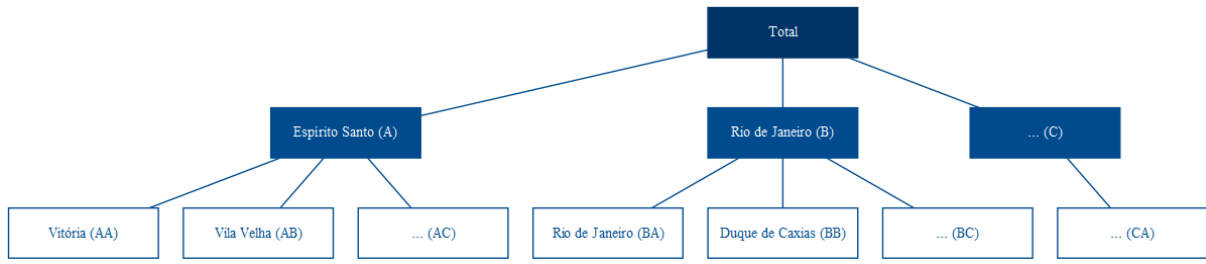 Total
Espírito Santo (A)
Rio de Janeiro (B)
... (C)
Vitória (AA)
Vila Velha (AB)
... (AC)
Rio de Janeiro (BA)
Duque de Caxias (BB)
... (BC)
... (CA)